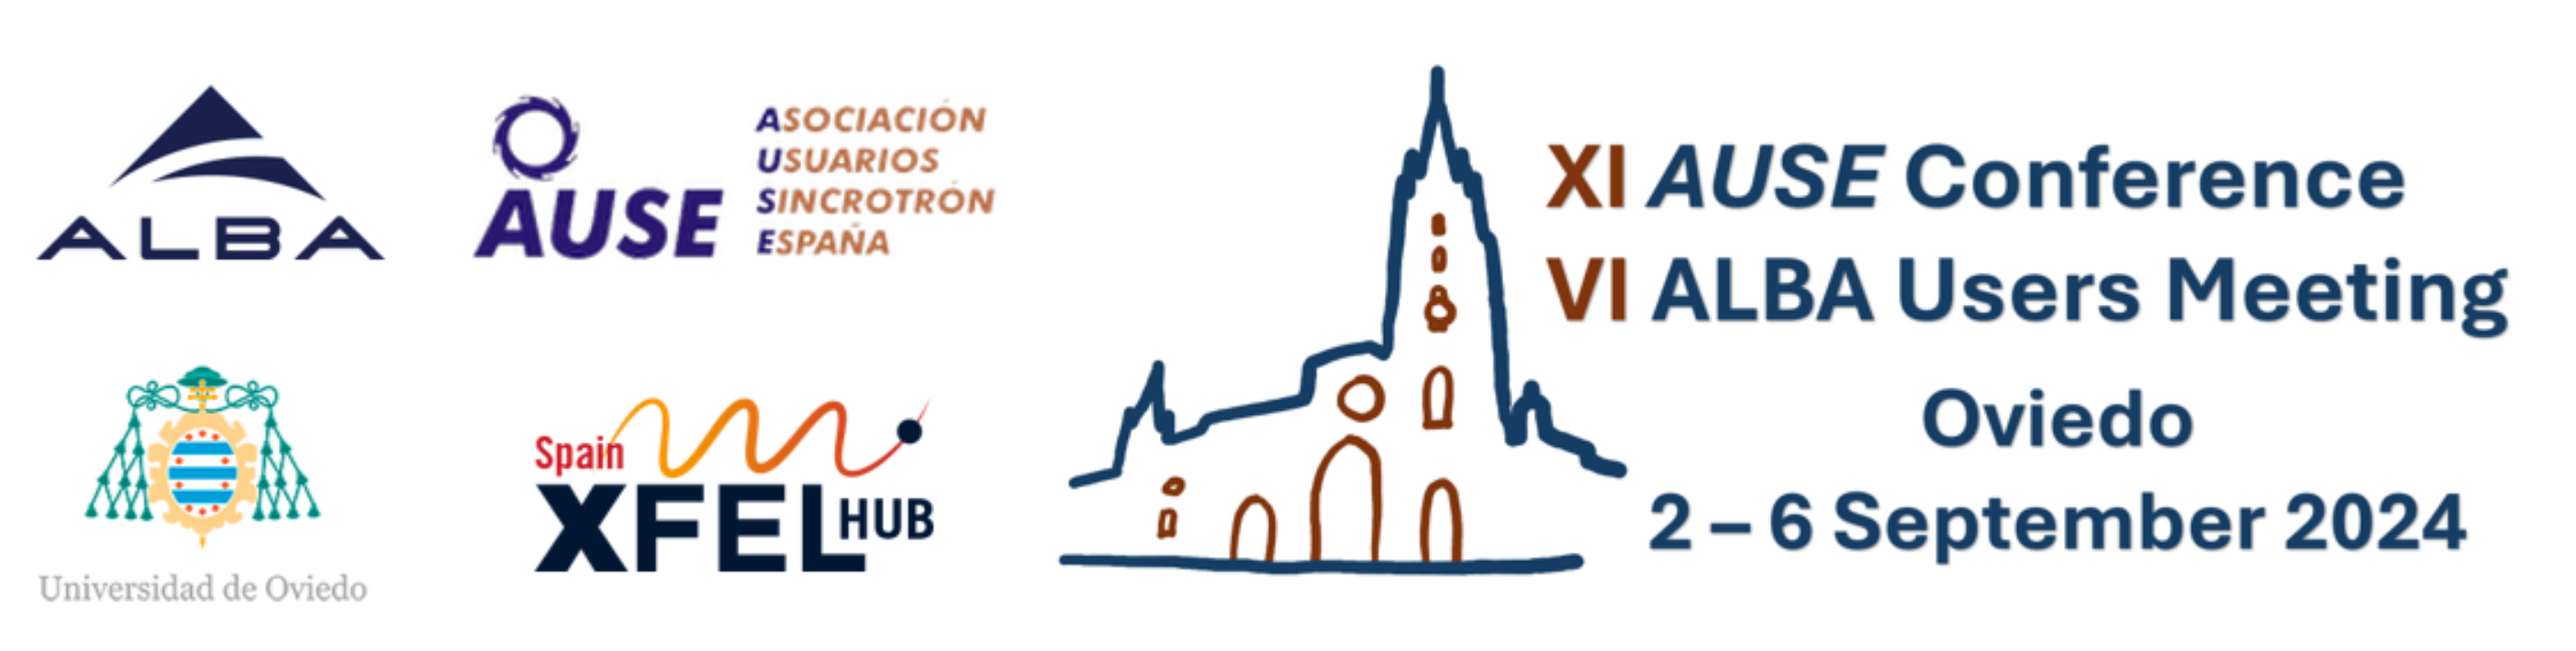 ALBA
AUSE
ASOCIACIÓN
USUARIOS
SINCROTRÓN
ESPAÑA
Universidad de Oviedo
Spain
XFEL HUB
XI AUSE Conference
VI ALBA Users Meeting
Oviedo
2 – 6 September 2024